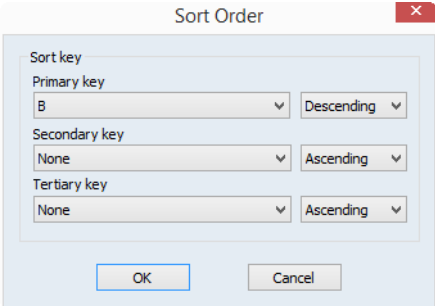 Sort Order
Sort key
Primary key
B Descending
Secondary key
None Ascending
Tertiary key
None Ascending
OK Cancel